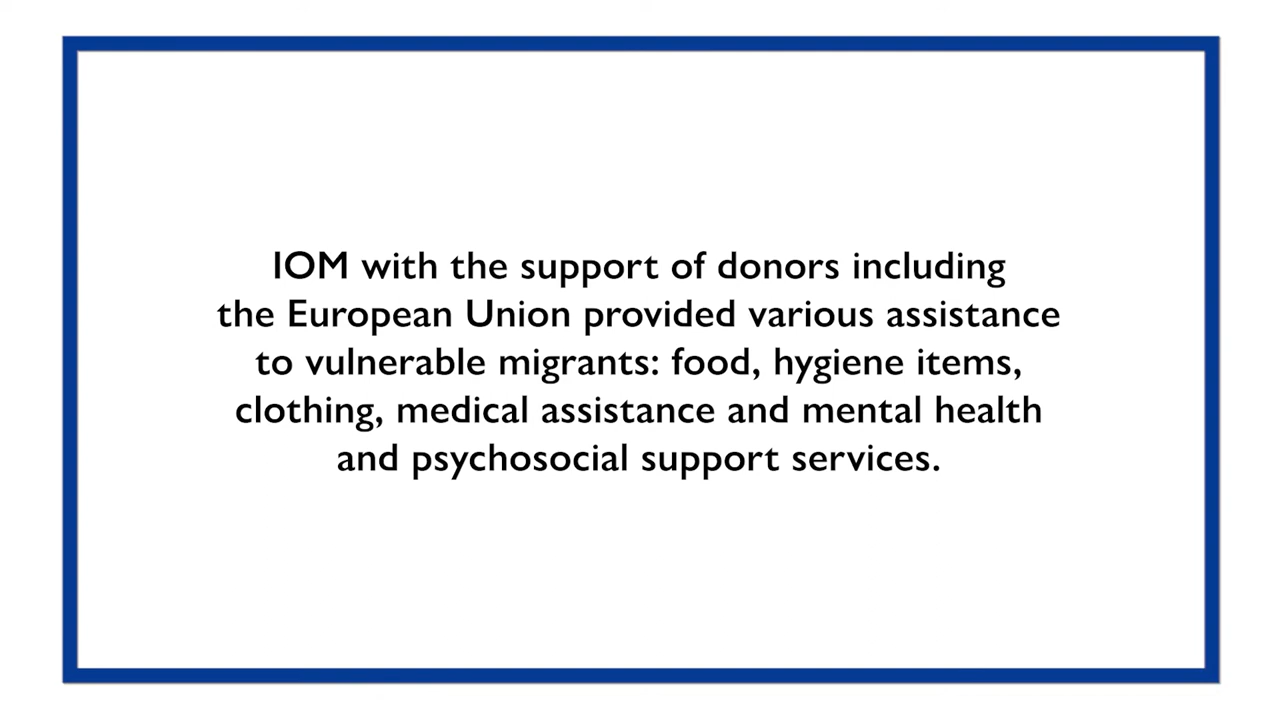 IOM with the support of donors including
the European Union provided various assistance
to vulnerable migrants: food, hygiene items,
clothing, medical assistance and mental health
and psychosocial support services.